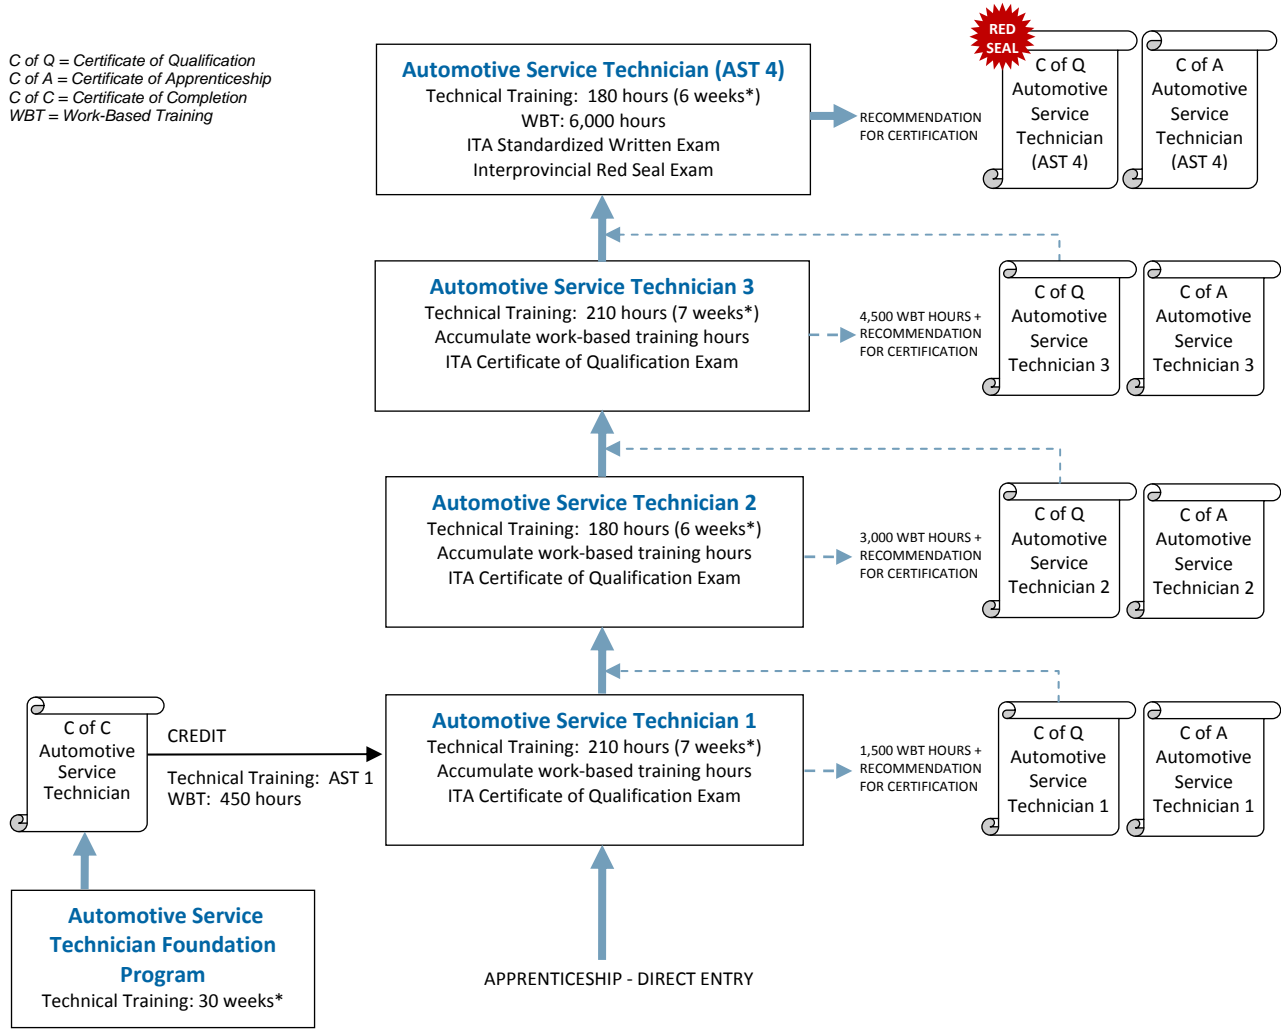 C of Q = Certificate of Qualification
C of A = Certificate of Apprenticeship
C of C = Certificate of Completion
WBT = Work-Based Training
Automotive Service Technician (AST 4)
Technical Training: 180 hours (6 weeks*)
WBT: 6,000 hours
ITA Standardized Written Exam
Interprovincial Red Seal Exam
RECOMMENDATION
FOR CERTIFICATION
RED
SEAL
C of Q
Automotive
Service
Technician
(AST 4)
C of A
Automotive
Service
Technician
(AST 4)
Automotive Service Technician 3
Technical Training: 210 hours (7 weeks*)
Accumulate work-based training hours
ITA Certificate of Qualification Exam
4,500 WBT HOURS +
RECOMMENDATION
FOR CERTIFICATION
C of Q
Automotive
Service
Technician 3
C of A
Automotive
Service
Technician 3
Automotive Service Technician 2
Technical Training: 180 hours (6 weeks*)
Accumulate work-based training hours
ITA Certificate of Qualification Exam
3,000 WBT HOURS +
RECOMMENDATION
FOR CERTIFICATION
C of Q
Automotive
Service
Technician 2
C of A
Automotive
Service
Technician 2
C of C
Automotive
Service
Technician
CREDIT
Technical Training: AST 1
WBT: 450 hours
Automotive Service Technician 1
Technical Training: 210 hours (7 weeks*)
Accumulate work-based training hours
ITA Certificate of Qualification Exam
1,500 WBT HOURS +
RECOMMENDATION
FOR CERTIFICATION
C of Q
Automotive
Service
Technician 1
C of A
Automotive
Service
Technician 1
Automotive Service
Technician Foundation
Program
Technical Training: 30 weeks*
APPRENTICESHIP - DIRECT ENTRY